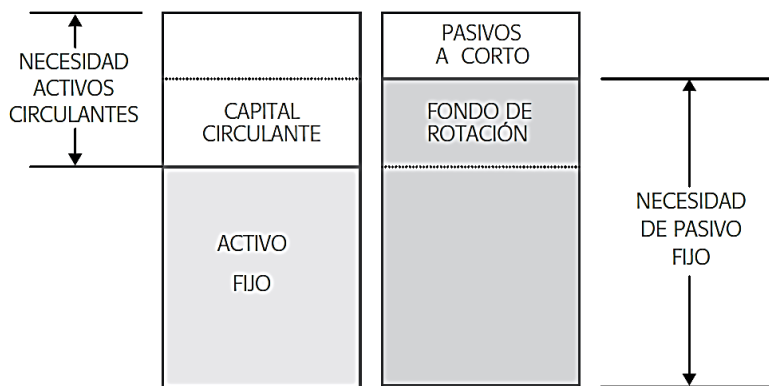 NECESIDAD
ACTIVOS
CIRCULANTES
CAPITAL
CIRCULANTE
ACTIVO
FIJO
PASIVOS
A CORTO
FONDO DE
ROTACIÓN
NECESIDAD
DE PASIVO
FIJO